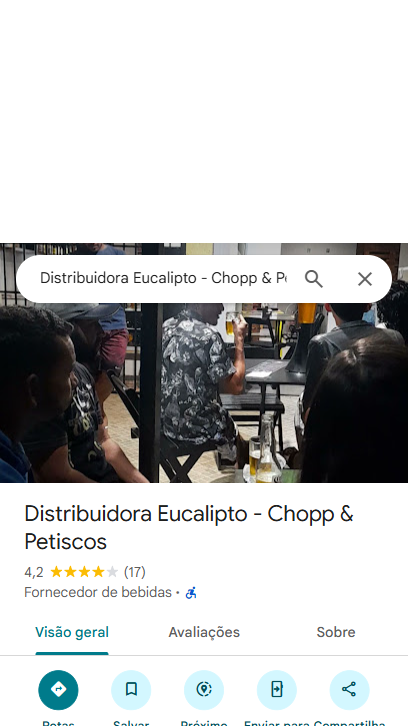 Distribuidora Eucalipto - Chopp & Pe
Distribuidora Eucalipto - Chopp &
Petiscos
4,2 (17)
Fornecedor de bebidas ·
Visão geral Avaliações Sobre
Rotas Salvar Próximo Enviar para Compartilha